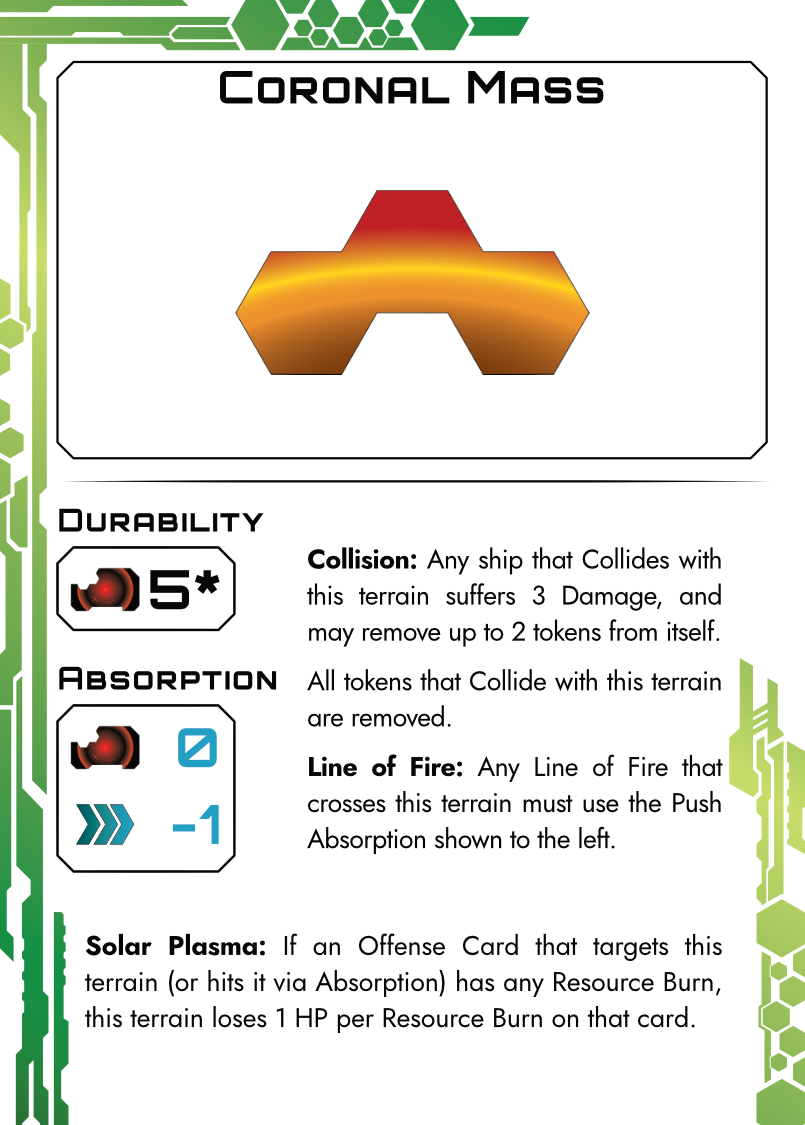 Coronal Mass
Durability
5*
Collision: Any ship that Collides with
this terrain suffers 3 Damage, and
may remove up to 2 tokens from itself.
Absorption
0
-1
All tokens that Collide with this terrain
are removed.
Line of Fire: Any Line of Fire that
crosses this terrain must use the Push
Absorption shown to the left.
Solar Plasma: If an Offense Card that targets this
terrain (or hits it via Absorption) has any Resource Burn,
this terrain loses 1 HP per Resource Burn on that card.